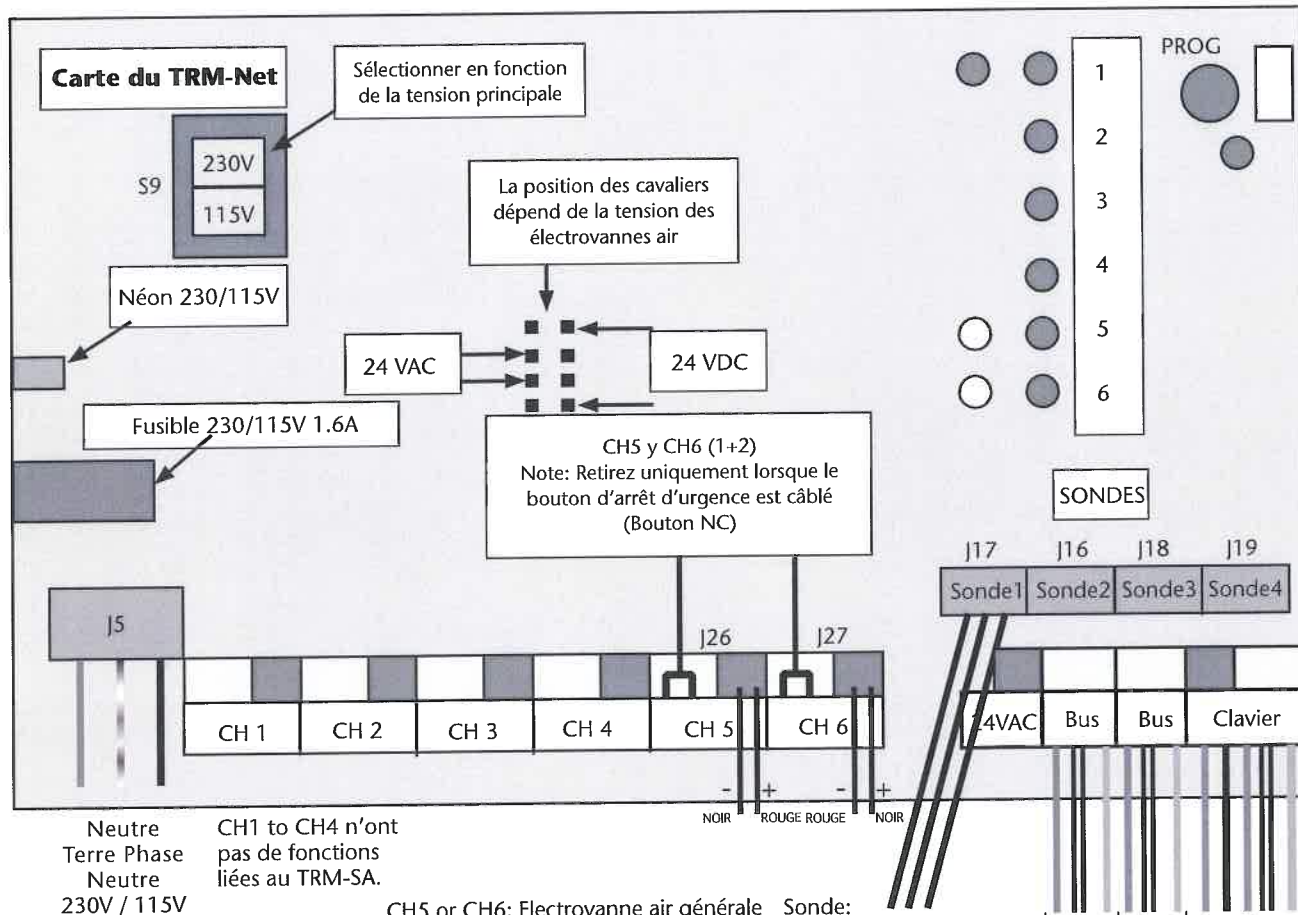 Carte du TRM-Net
Sélectionner en fonction
de la tension principale
S9
230V
115V
La position des cavaliers
dépend de la tension des
électrovannes air
PROG
1
2
3
4
5
6
Néon 230/115V
24 VAC
24 VDC
Fusible 230/115V 1.6A
CH5 y CH6 (1+2)
Note: Retirez uniquement lorsque le
bouton d'arrêt d'urgence est câblé
(Bouton NC)
SONDES
J17 J16 J18 J19
Sonde1 Sonde2 Sonde3 Sonde4
J5
J26 J27
CH 1 CH 2 CH 3 CH 4 CH 5 CH 6
24VAC Bus Bus Clavier
- + - +
NOIR ROUGE ROUGE NOIR
Neutre
Terre Phase
Neutre
230V / 115V
CH1 to CH4 n'ont
pas de fonctions
liées au TRM-SA.
CH5 or CH6: Electrovanne air générale
Sonde: